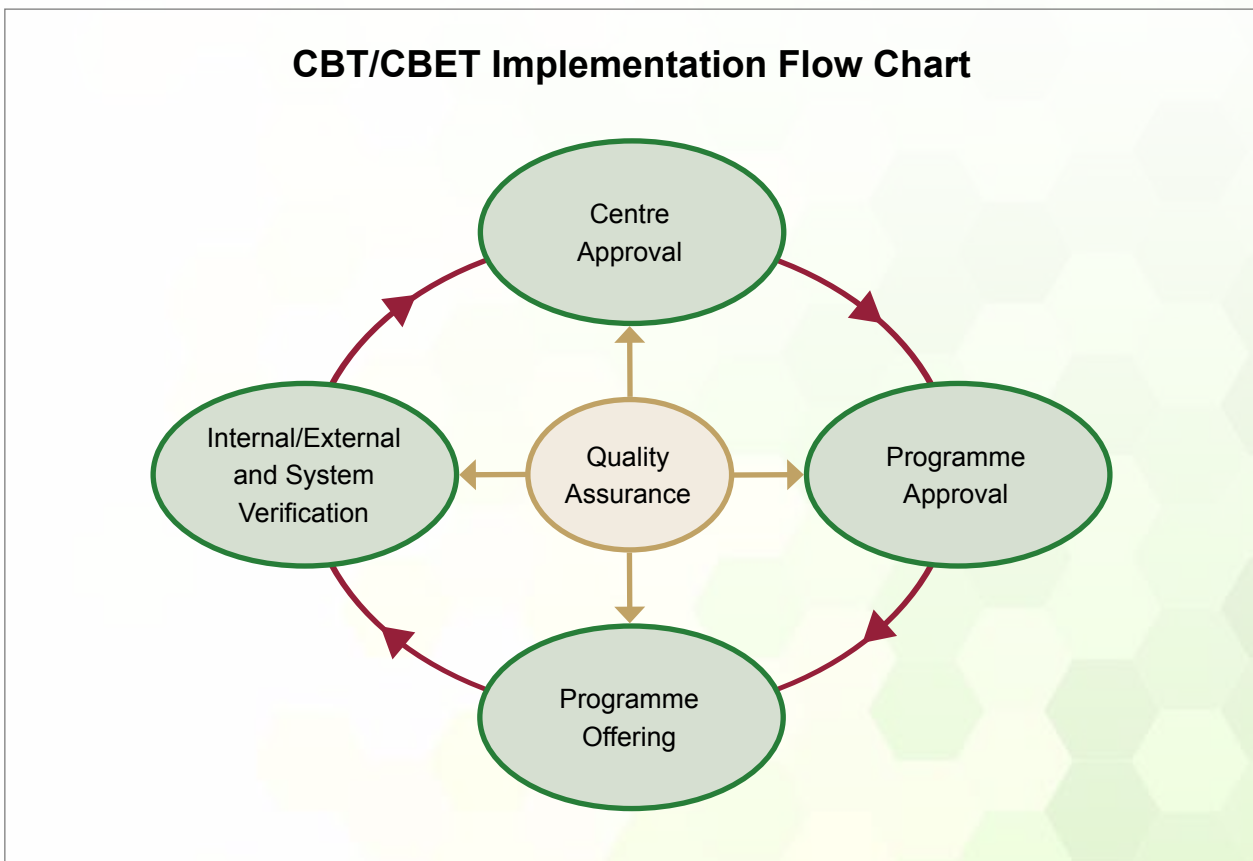 CBT/CBET Implementation Flow Chart
Centre
Approval
Internal/External
and System
Verification
Quality
Assurance
Programme
Approval
Programme
Offering